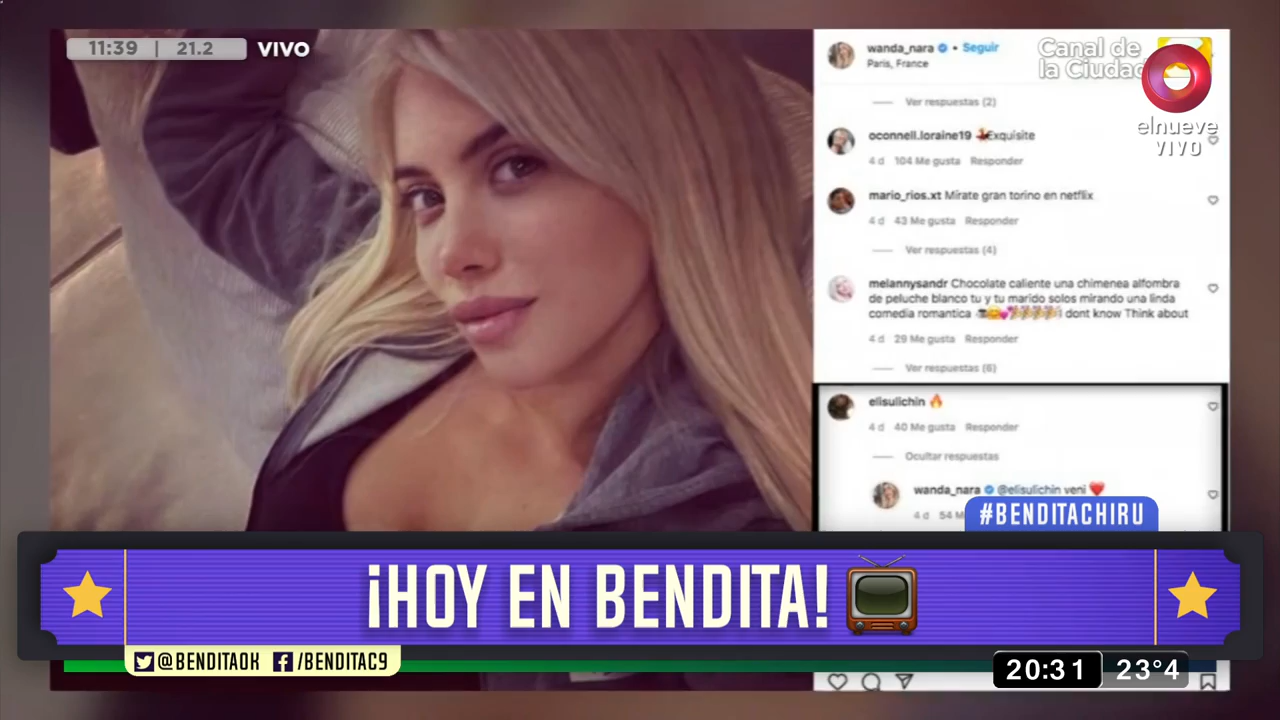 11:39 | 21.2 VIVO
wanda_nara • Seguir
Paris, France
Canal de
la Ciudad
elnueve
VIVO
Ver respuestas (2)
oconnell.loraine19 Exquisite
4 d 104 Me gusta Responder
mario_rios.xt Mírate gran torino en netflix
4 d 43 Me gusta Responder
Ver respuestas (4)
melannysandr Chocolate caliente una chimenea alfombra
de peluche blanco tu y tu marido solos mirando una linda
comedia romantica dont know Think about
4 d 29 Me gusta Responder
Ver respuestas (6)
elisulichin 🔥
4 d 40 Me gusta Responder
Ocultar respuestas
wanda_nara @elisulichin veni ❤️
4 d 54 M
#BENDITACHIRU
¡HOY EN BENDITA!
@BENDITAOK /BENDITAC9
20:31 23°4